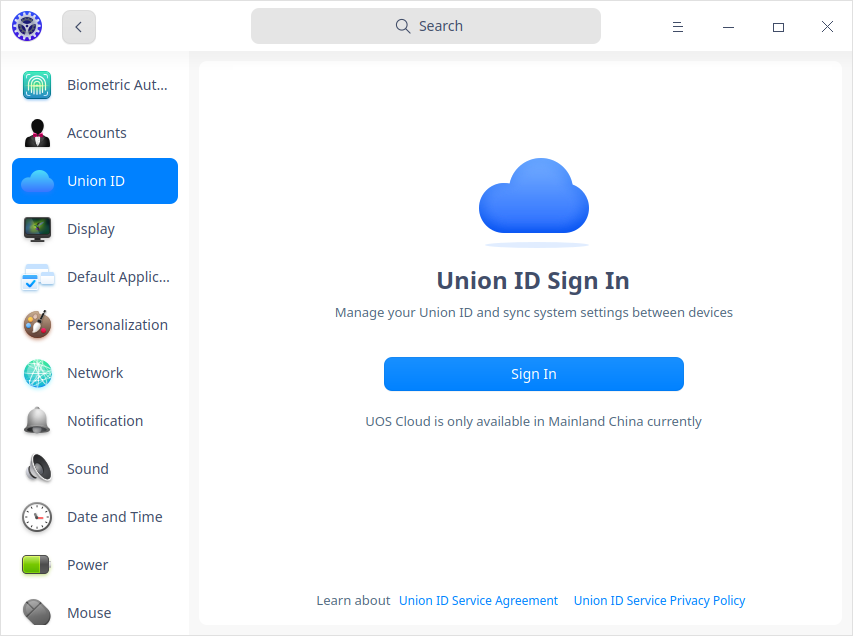 Search
Biometric Aut...
Accounts
Union ID
Display
Default Applic...
Personalization
Network
Notification
Sound
Date and Time
Power
Mouse
Union ID Sign In
Manage your Union ID and sync system settings between devices
Sign In
UOS Cloud is only available in Mainland China currently
Learn about Union ID Service Agreement Union ID Service Privacy Policy